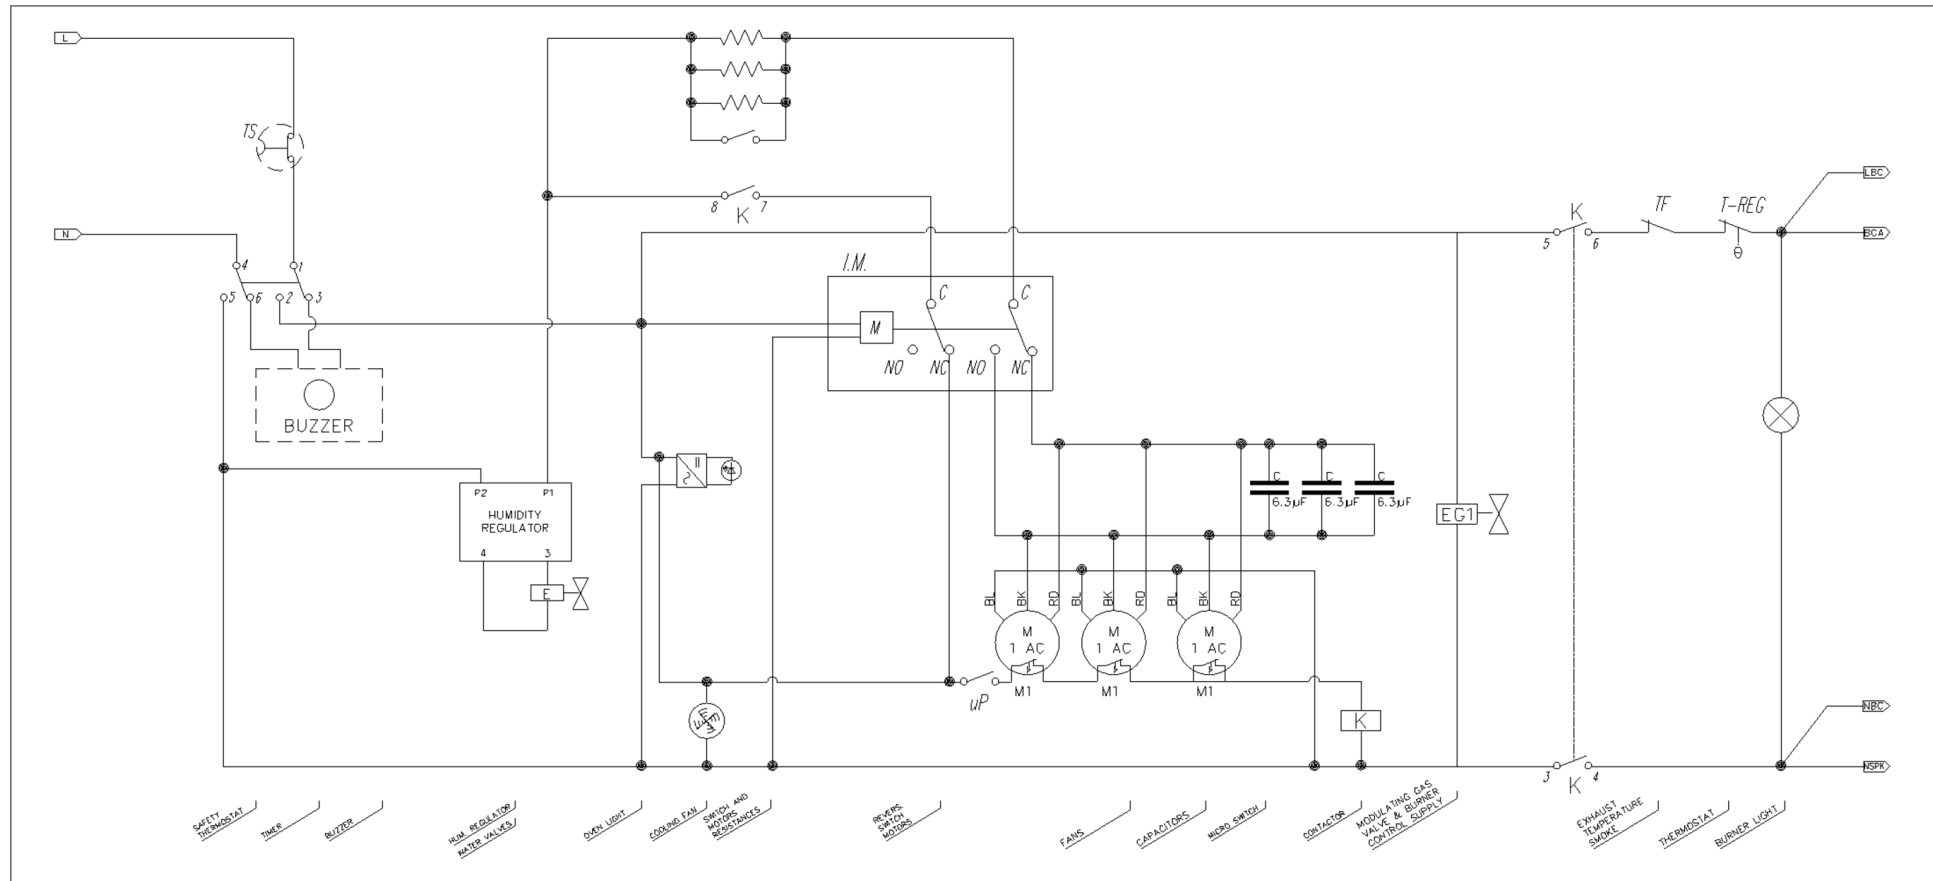 L
TS
N
4
1
5
6
2
3
BUZZER
8
K
7
I.M.
C
C
M
NO
NC
NO
NC
5
K
6
TF
T-REG
θ
LBC
BCA
P2
P1
HUMIDITY
REGULATOR
4
3
E
C
C
C
6.3µF
6.3µF
6.3µF
EG1
BL
BK
RD
BL
BK
RD
BL
BK
RD
M
1 AC
M
1 AC
M
1 AC
M1
M1
M1
uP
K
3
K
4
NBC
NSPK
SAFETY
THERMOSTAT
TIMER
BUZZER
HUM. REGULATOR
WATER VALVES
OVEN LIGHT
COOLING FAN
SWITCH AND
MOTORS
RESISTANCES
REVERS.
SWITCH
MOTORS
FANS
CAPACITORS
MICRO SWITCH
CONTACTOR
MODULATING GAS
VALVE & BURNER
CONTROL SUPPLY
EXHAUST
TEMPERATURE
SMOKE
THERMOSTAT
BURNER LIGHT